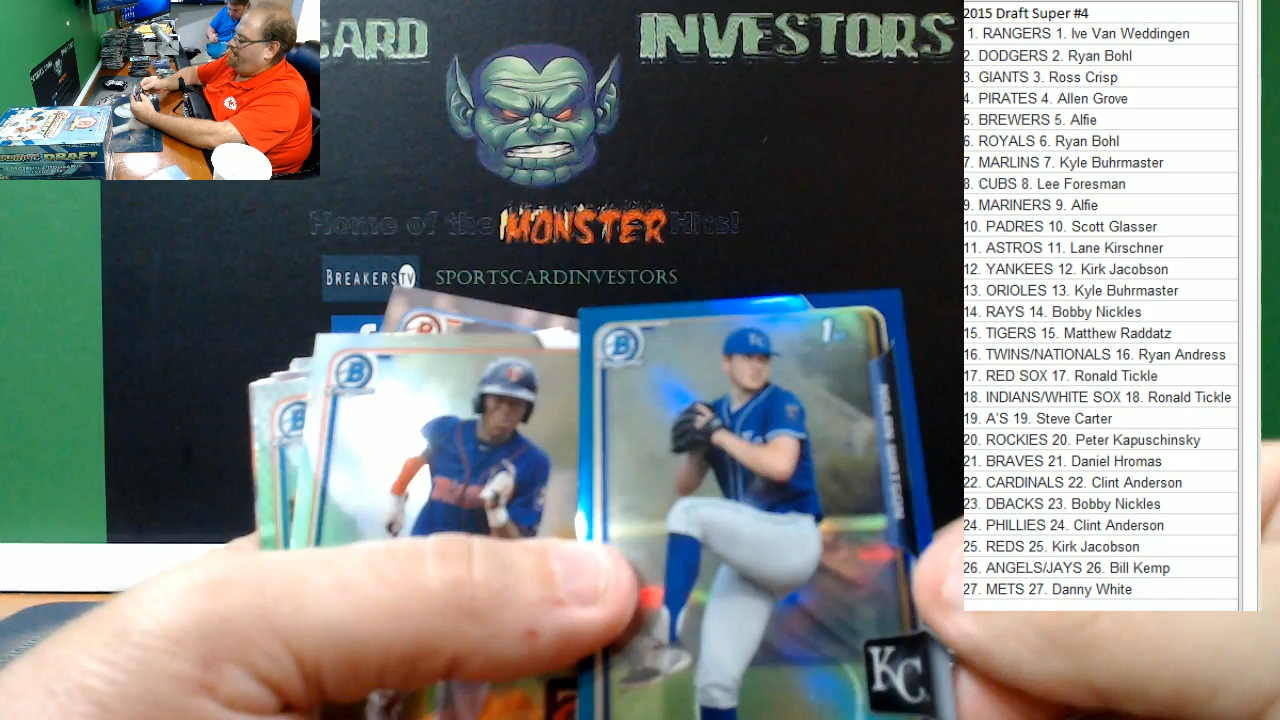 CARD INVESTORS
Home of the MONSTER Hits!
BREAKERSTV SPORTSCARDINVESTORS
DRAFT
B
B
B
KC
1st
KC
2015 Draft Super #4
1. RANGERS 1. Ive Van Weddingen
2. DODGERS 2. Ryan Bohl
3. GIANTS 3. Ross Crisp
4. PIRATES 4. Allen Grove
5. BREWERS 5. Alfie
6. ROYALS 6. Ryan Bohl
7. MARLINS 7. Kyle Buhrmaster
8. CUBS 8. Lee Foresman
9. MARINERS 9. Alfie
10. PADRES 10. Scott Glasser
11. ASTROS 11. Lane Kirschner
12. YANKEES 12. Kirk Jacobson
13. ORIOLES 13. Kyle Buhrmaster
14. RAYS 14. Bobby Nickles
15. TIGERS 15. Matthew Raddatz
16. TWINS/NATIONALS 16. Ryan Andress
17. RED SOX 17. Ronald Tickle
18. INDIANS/WHITE SOX 18. Ronald Tickle
19. A'S 19. Steve Carter
20. ROCKIES 20. Peter Kapuschinsky
21. BRAVES 21. Daniel Hromas
22. CARDINALS 22. Clint Anderson
23. DBACKS 23. Bobby Nickles
24. PHILLIES 24. Clint Anderson
25. REDS 25. Kirk Jacobson
26. ANGELS/JAYS 26. Bill Kemp
27. METS 27. Danny White